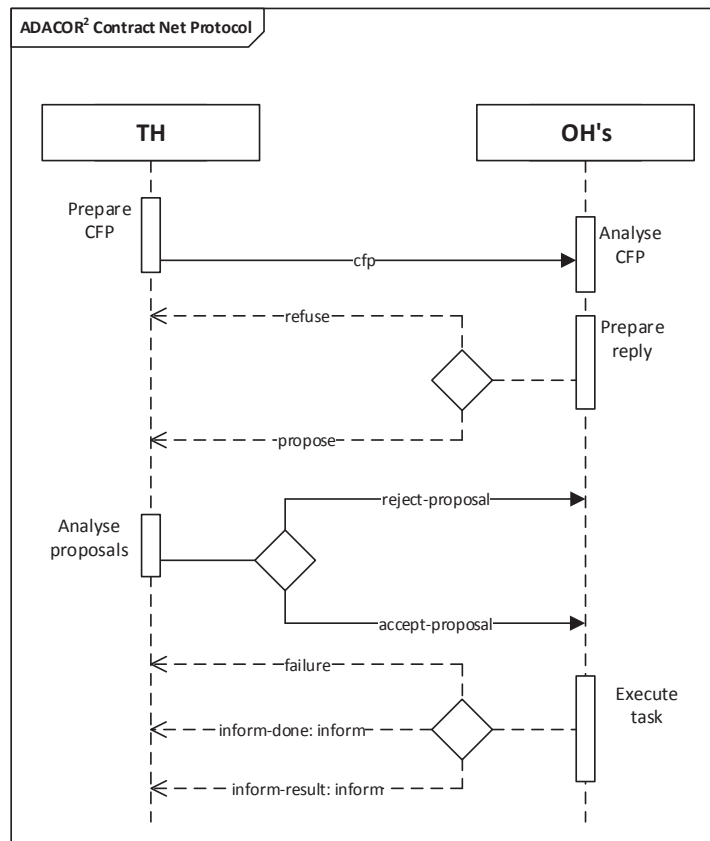 ADACOR² Contract Net Protocol
TH
OH's
Prepare
CFP
Analyse
CFP
cfp
refuse
Prepare
reply
propose
reject-proposal
Analyse
proposals
accept-proposal
failure
Execute
task
inform-done: inform
inform-result: inform